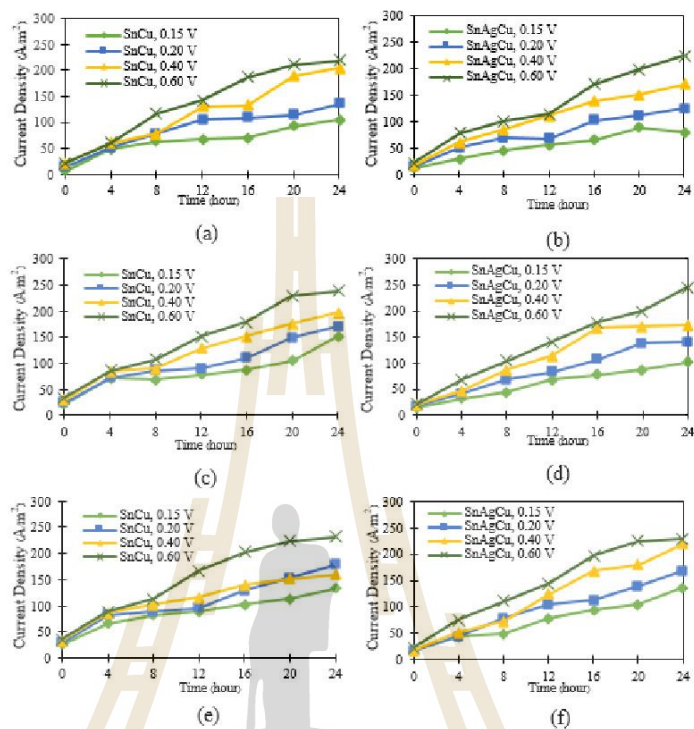 Current Density (A.m²)
300
250
200
150
100
50
0
SnCu, 0.15 V
SnCu, 0.20 V
SnCu, 0.40 V
SnCu, 0.60 V
0 4 8 12 16 20 24
Time (hour)
(a)
Current Density (A.m²)
300
250
200
150
100
50
0
SnAgCu, 0.15 V
SnAgCu, 0.20 V
SnAgCu, 0.40 V
SnAgCu, 0.60 V
0 4 8 12 16 20 24
Time (hour)
(b)
Current Density (A.m²)
300
250
200
150
100
50
0
SnCu, 0.15 V
SnCu, 0.20 V
SnCu, 0.40 V
SnCu, 0.60 V
0 4 8 12 16 20 24
Time (hour)
(c)
Current Density (A.m²)
300
250
200
150
100
50
0
SnAgCu, 0.15 V
SnAgCu, 0.20 V
SnAgCu, 0.40 V
SnAgCu, 0.60 V
0 4 8 12 16 20 24
Time (hour)
(d)
Current Density (A.m²)
300
250
200
150
100
50
0
SnCu, 0.15 V
SnCu, 0.20 V
SnCu, 0.40 V
SnCu, 0.60 V
0 4 8 12 16 20 24
Time (hour)
(e)
Current Density (A.m²)
300
250
200
150
100
50
0
SnAgCu, 0.15 V
SnAgCu, 0.20 V
SnAgCu, 0.40 V
SnAgCu, 0.60 V
0 4 8 12 16 20 24
Time (hour)
(f)